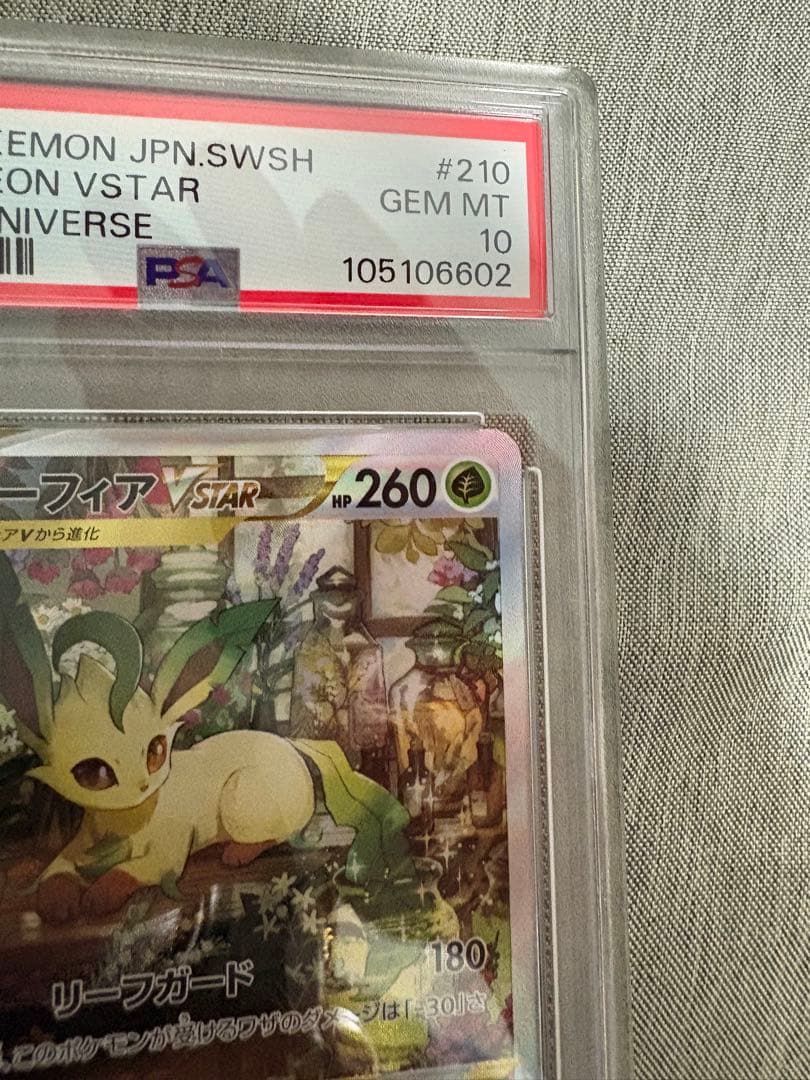 EMON JPN.SWSH #210
EON VSTAR GEM MT
NIVERSE 10
PSA 105106602
ーフィア VSTAR HP 260
アVから進化
180
リーフガード
、このポケモンが受けるワザのダメージは「-30」さ